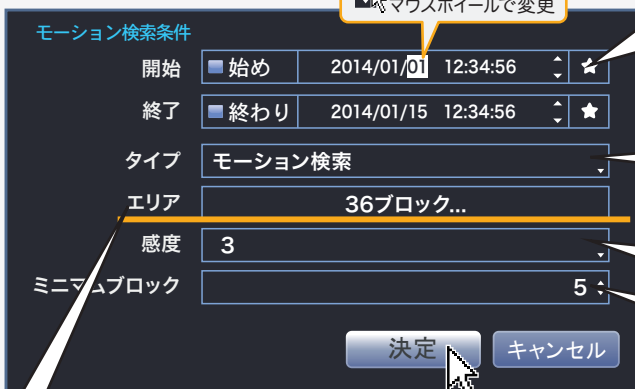 マウスホイールで変更
モーション検索条件
開始 始め 2014/01/01 12:34:56
終了 終わり 2014/01/15 12:34:56
タイプ モーション検索
エリア 36ブロック...
感度 3
ミニマムブロック 5
決定 キャンセル